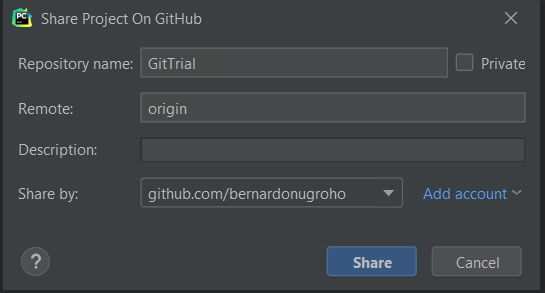 PC
Share Project On GitHub
Repository name: GitTrial Private
Remote: origin
Description:
Share by: github.com/bernardonugroho Add account
? Share Cancel